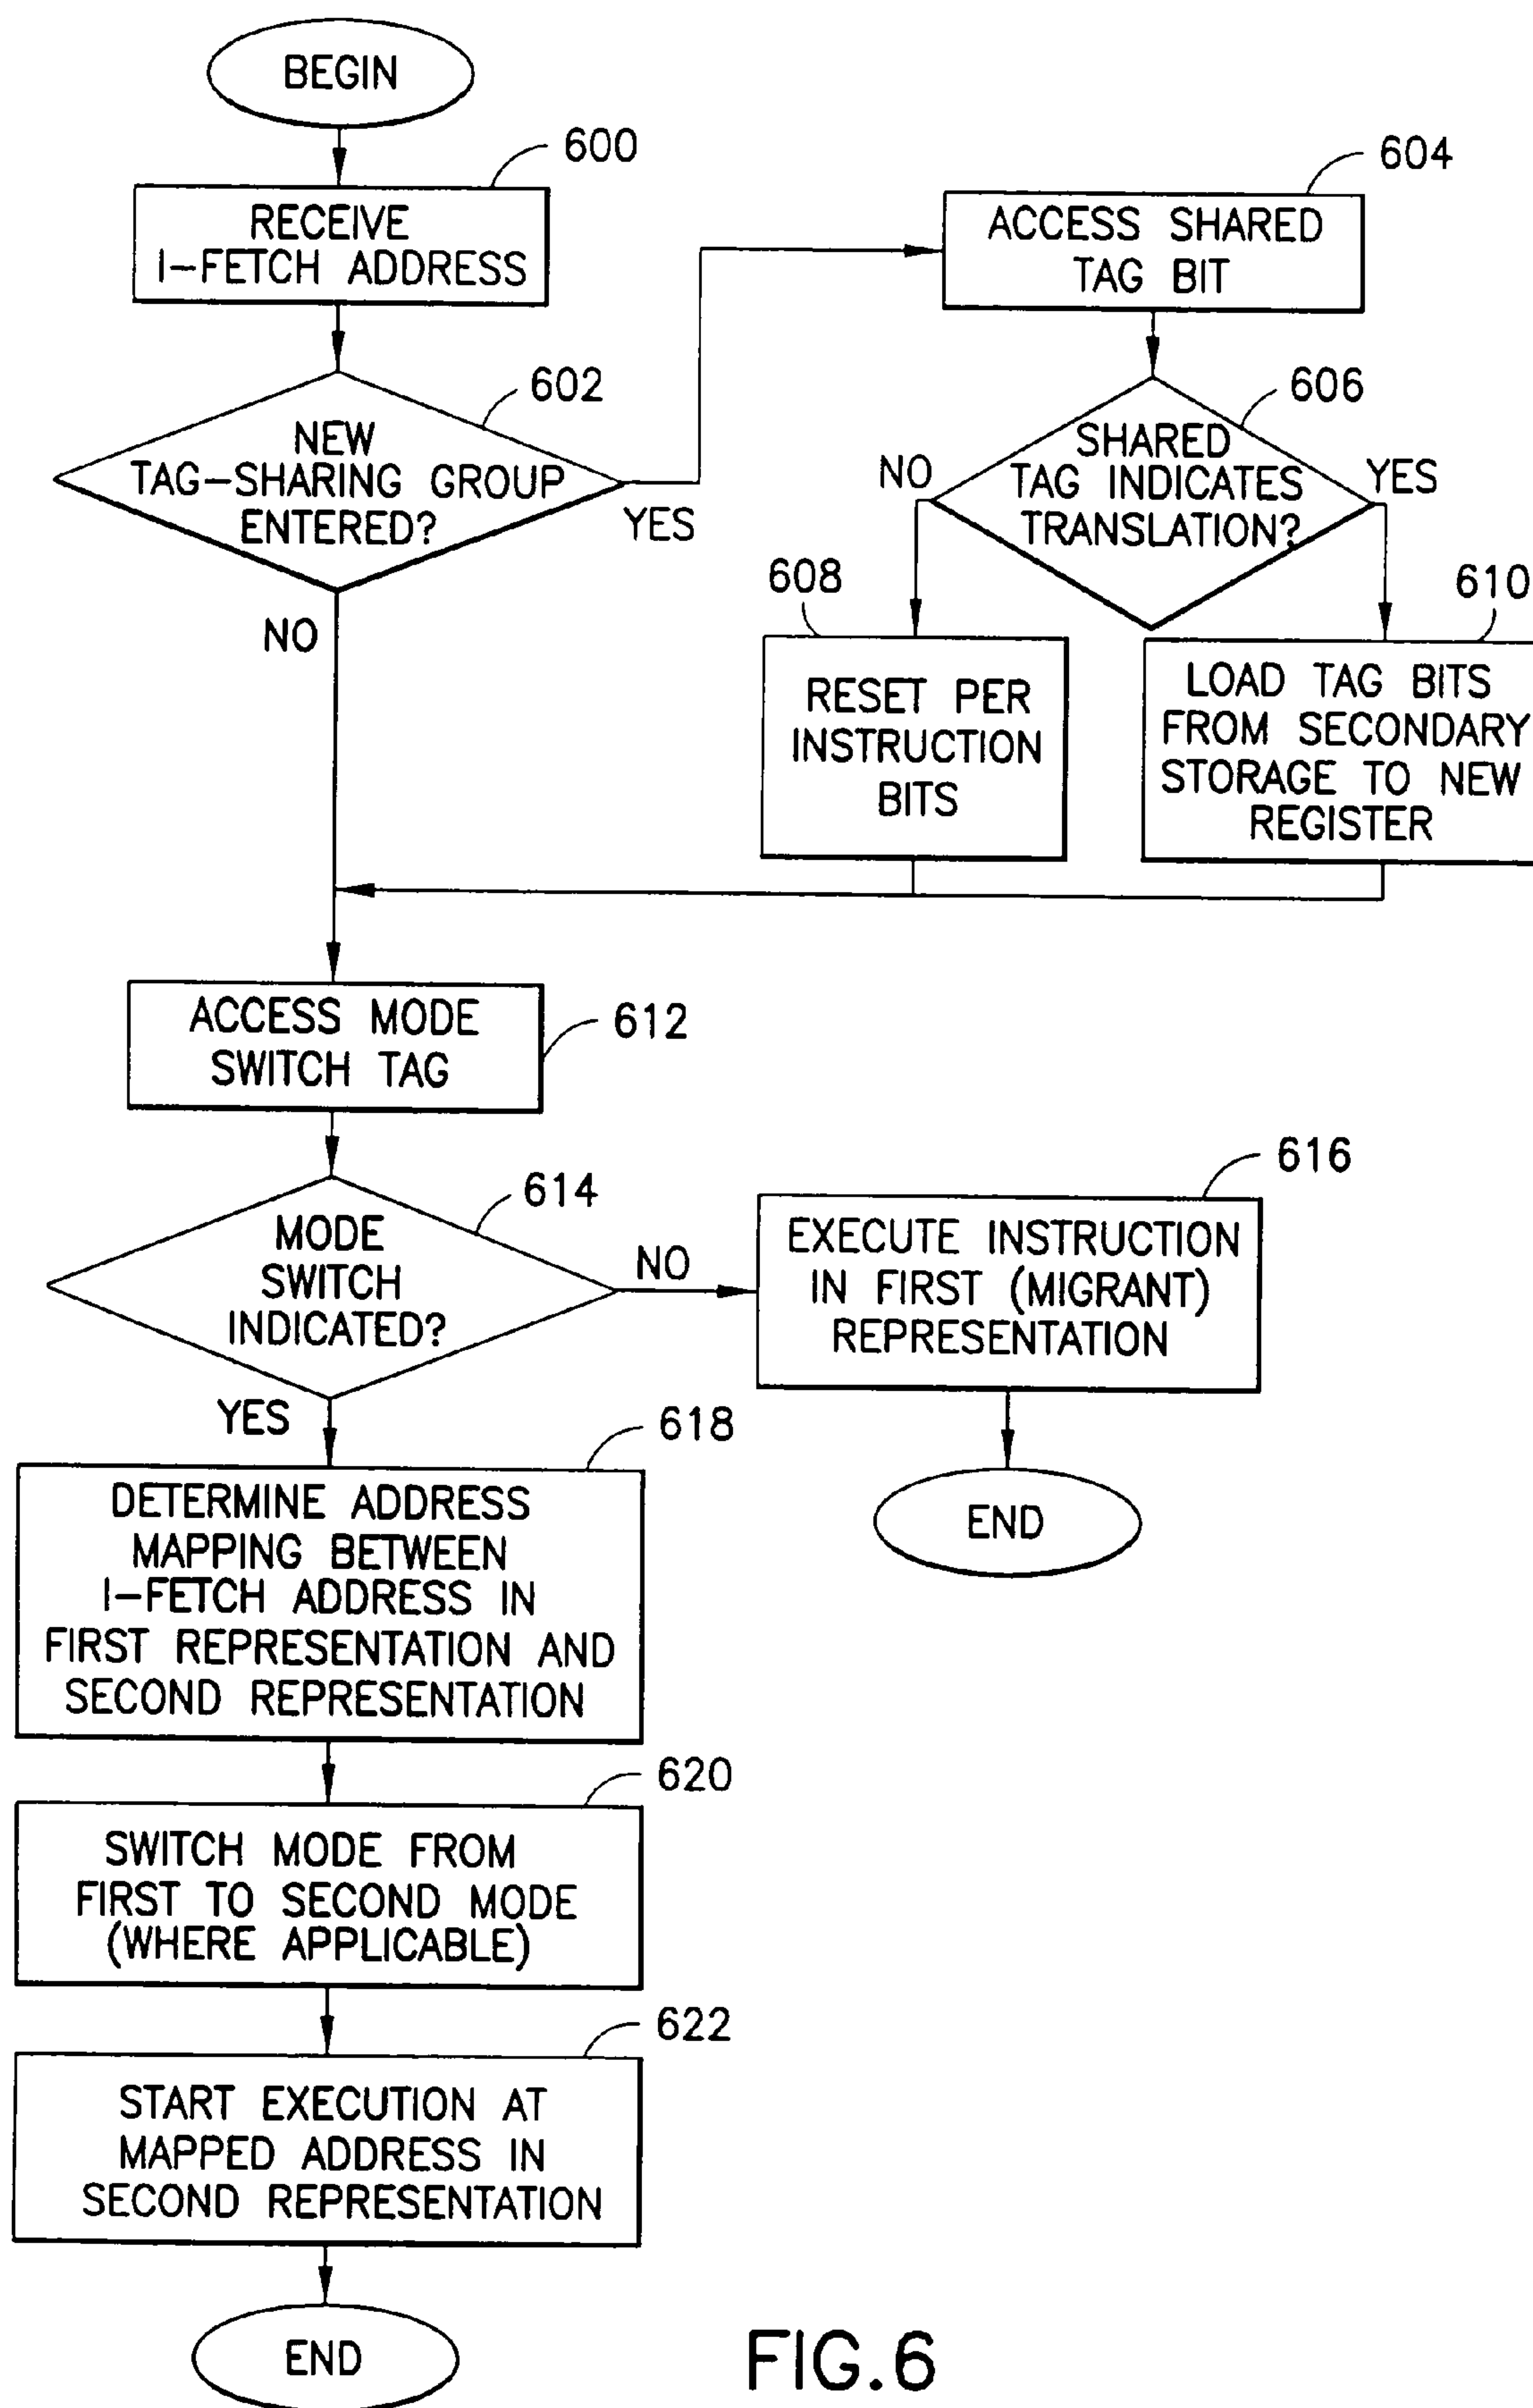 BEGIN
600
RECEIVE
I-FETCH ADDRESS
604
ACCESS SHARED
TAG BIT
602
NEW
TAG-SHARING GROUP
ENTERED?
YES
NO
606
SHARED
TAG INDICATES
TRANSLATION?
NO
YES
608
RESET PER
INSTRUCTION
BITS
610
LOAD TAG BITS
FROM SECONDARY
STORAGE TO NEW
REGISTER
612
ACCESS MODE
SWITCH TAG
614
MODE
SWITCH
INDICATED?
NO
YES
616
EXECUTE INSTRUCTION
IN FIRST (MIGRANT)
REPRESENTATION
END
618
DETERMINE ADDRESS
MAPPING BETWEEN
I-FETCH ADDRESS IN
FIRST REPRESENTATION AND
SECOND REPRESENTATION
620
SWITCH MODE FROM
FIRST TO SECOND MODE
(WHERE APPLICABLE)
622
START EXECUTION AT
MAPPED ADDRESS IN
SECOND REPRESENTATION
END
FIG.6